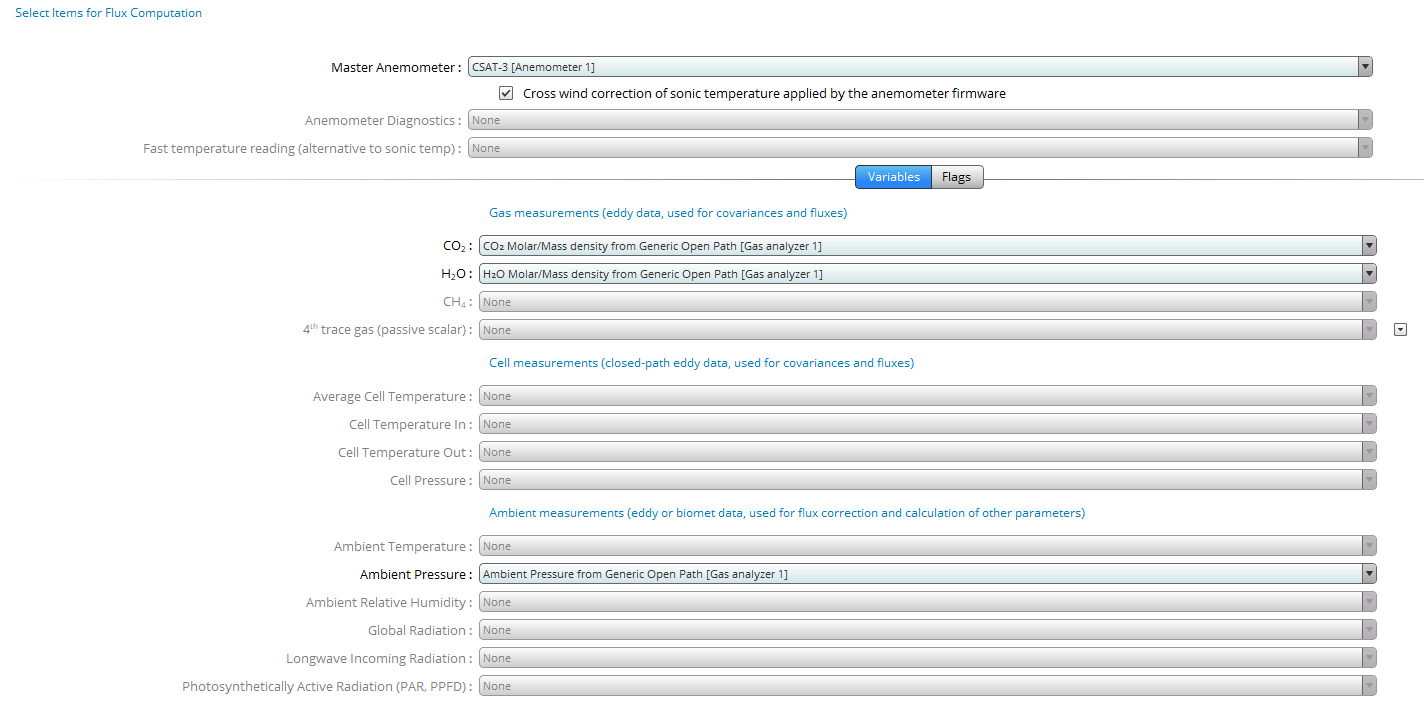 Select Items for Flux Computation
Master Anemometer : CSAT-3 [Anemometer 1]
Cross wind correction of sonic temperature applied by the anemometer firmware
Anemometer Diagnostics : None
Fast temperature reading (alternative to sonic temp) : None
Variables Flags
Gas measurements (eddy data, used for covariances and fluxes)
CO₂ : CO₂ Molar/Mass density from Generic Open Path [Gas analyzer 1]
H₂O : H₂O Molar/Mass density from Generic Open Path [Gas analyzer 1]
CH₄ : None
4ᵗʰ trace gas (passive scalar) : None
Cell measurements (closed-path eddy data, used for covariances and fluxes)
Average Cell Temperature : None
Cell Temperature In : None
Cell Temperature Out : None
Cell Pressure : None
Ambient measurements (eddy or biomet data, used for flux correction and calculation of other parameters)
Ambient Temperature : None
Ambient Pressure : Ambient Pressure from Generic Open Path [Gas analyzer 1]
Ambient Relative Humidity : None
Global Radiation : None
Longwave Incoming Radiation : None
Photosynthetically Active Radiation (PAR, PPFD) : None